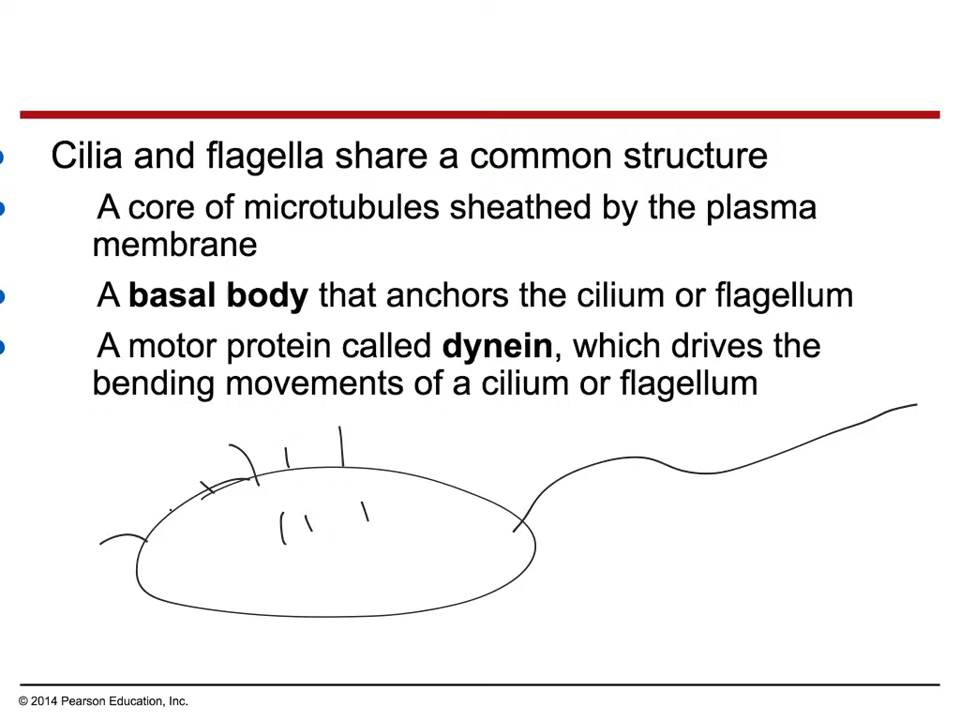 Cilia and flagella share a common structure
A core of microtubules sheathed by the plasma
membrane
A basal body that anchors the cilium or flagellum
A motor protein called dynein, which drives the
bending movements of a cilium or flagellum
© 2014 Pearson Education, Inc.